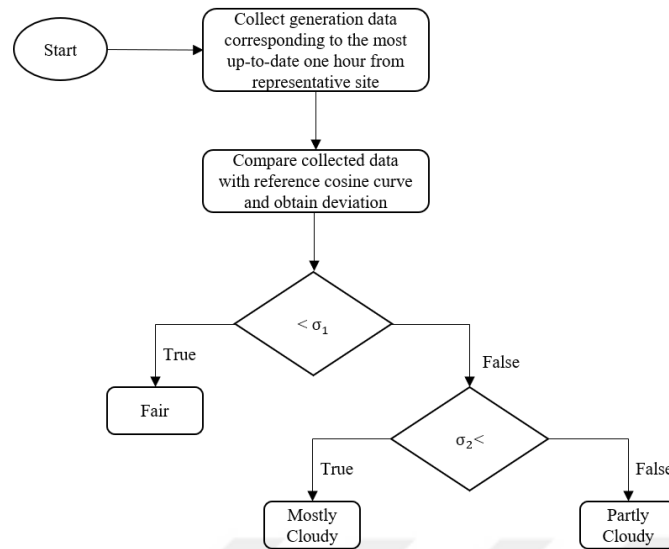 Start
Collect generation data
corresponding to the most
up-to-date one hour from
representative site
Compare collected data
with reference cosine curve
and obtain deviation
< σ₁
True
False
Fair
σ₂<
True
False
Mostly
Cloudy
Partly
Cloudy